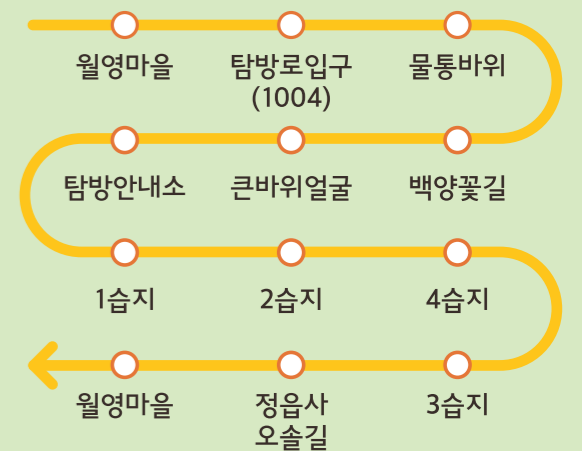 월영마을 탐방로입구 물통바위
(1004)
탐방안내소 큰바위얼굴 백양꽃길
1습지 2습지 4습지
월영마을 정읍사 3습지
오솔길